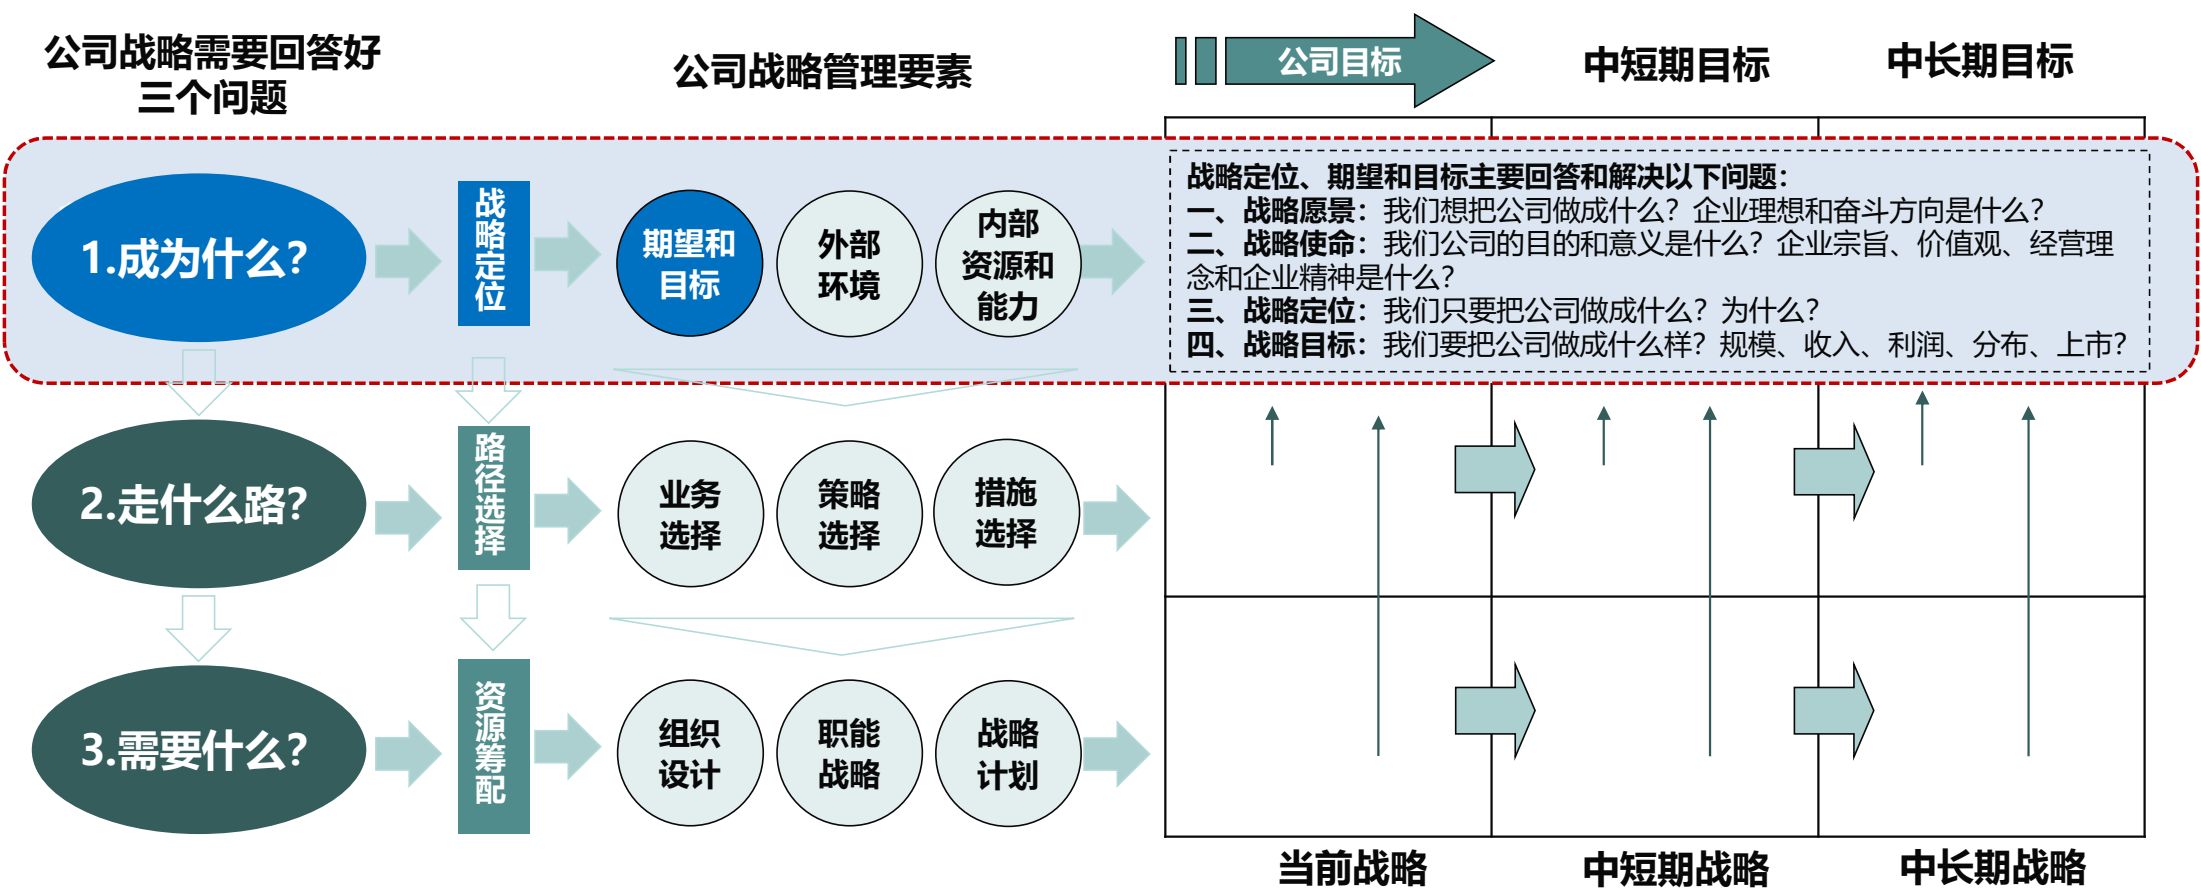 公司战略需要回答好
三个问题
公司战略管理要素
公司目标
中短期目标
中长期目标
1.成为什么？
战略定位
期望和
目标
外部
环境
内部
资源和
能力
战略定位、期望和目标主要回答和解决以下问题：
一、战略愿景：我们想把公司做成什么？企业理想和奋斗方向是什么？
二、战略使命：我们公司的目的和意义是什么？企业宗旨、价值观、经营理
念和企业精神是什么？
三、战略定位：我们只要把公司做成什么？为什么？
四、战略目标：我们要把公司做成什么样？规模、收入、利润、分布、上市？
2.走什么路？
路径选择
业务
选择
策略
选择
措施
选择
3.需要什么？
资源筹配
组织
设计
职能
战略
战略
计划
当前战略
中短期战略
中长期战略